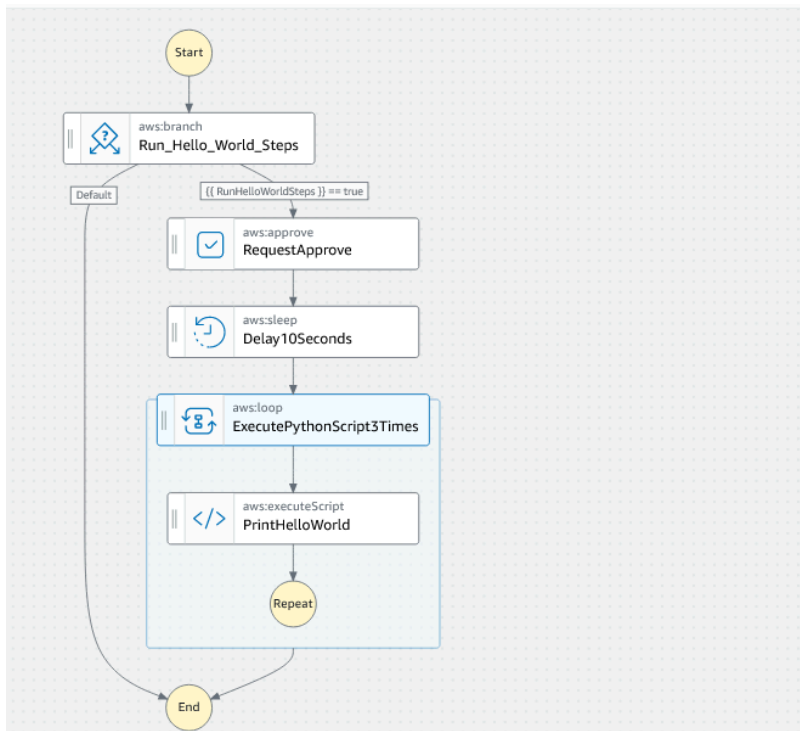 Start
aws:branch
Run_Hello_World_Steps
Default
{{ RunHelloWorldSteps }} == true
aws:approve
RequestApprove
aws:sleep
Delay10Seconds
aws:loop
ExecutePythonScript3Times
aws:executeScript
PrintHelloWorld
Repeat
End